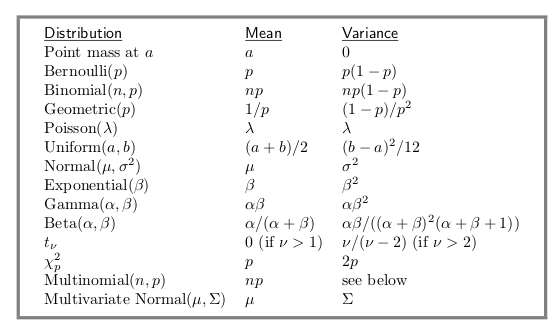 Distribution Mean Variance
Point mass at a a 0
Bernoulli(p) p p(1 − p)
Binomial(n, p) np np(1 − p)
Geometric(p) 1/p (1 − p)/p²
Poisson(λ) λ λ
Uniform(a, b) (a + b)/2 (b − a)²/12
Normal(μ, σ²) μ σ²
Exponential(β) β β²
Gamma(α, β) αβ αβ²
Beta(α, β) α/(α + β) αβ/((α + β)²(α + β + 1))
tν 0 (if ν > 1) ν/(ν − 2) (if ν > 2)
χ²ₚ p 2p
Multinomial(n, p) np see below
Multivariate Normal(μ, Σ) μ Σ